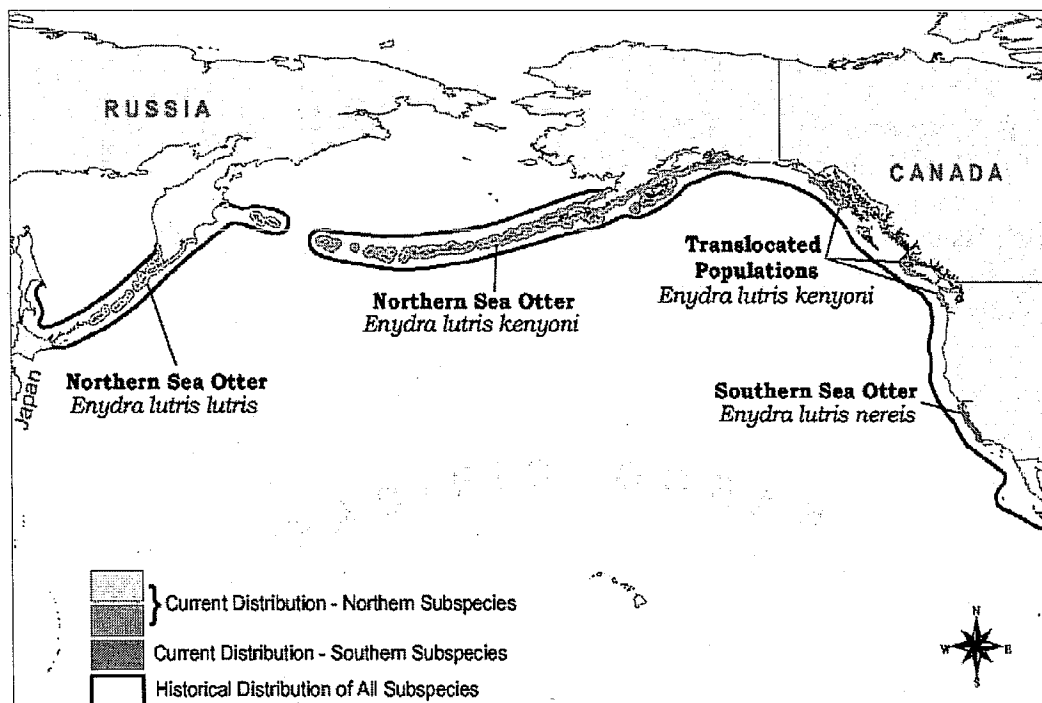 RUSSIA
CANADA
Translocated
Populations
Enydra lutris kenyoni
Northern Sea Otter
Enydra lutris kenyoni
Northern Sea Otter
Enydra lutris lutris
Japan
Southern Sea Otter
Enydra lutris nereis
Current Distribution - Northern Subspecies
Current Distribution - Southern Subspecies
Historical Distribution of All Subspecies
N
W E
S